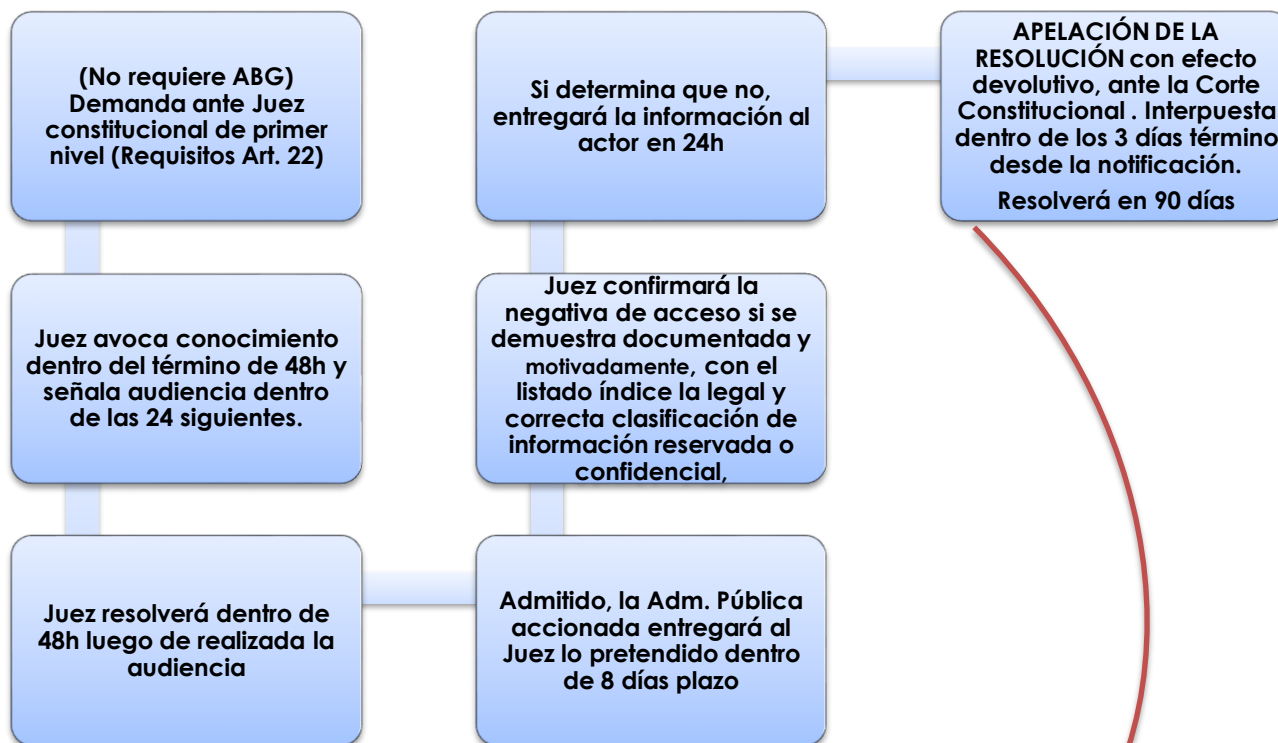 (No requiere ABG)
Demanda ante Juez
constitucional de primer
nivel (Requisitos Art. 22)
Juez avoca conocimiento
dentro del término de 48h y
señala audiencia dentro
de las 24 siguientes.
Juez resolverá dentro de
48h luego de realizada la
audiencia
Admitido, la Adm. Pública
accionada entregará al
Juez lo pretendido dentro
de 8 días plazo
Juez confirmará la
negativa de acceso si se
demuestra documentada y
motivadamente, con el
listado índice la legal y
correcta clasificación de
información reservada o
confidencial,
Si determina que no,
entregará la información al
actor en 24h
APELACIÓN DE LA
RESOLUCIÓN con efecto
devolutivo, ante la Corte
Constitucional . Interpuesta
dentro de los 3 días término
desde la notificación.
Resolverá en 90 días